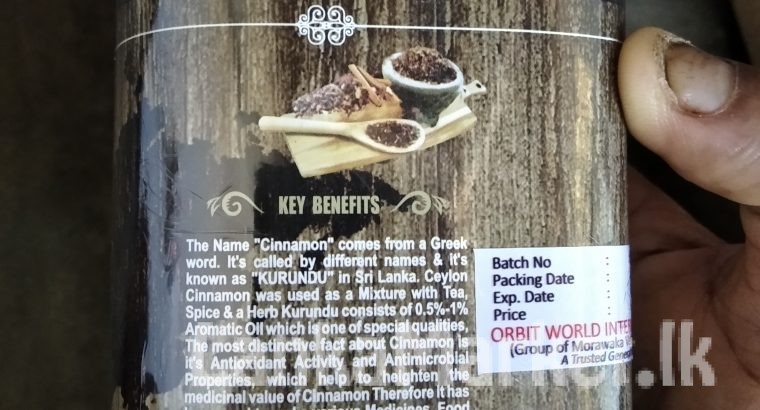 KEY BENEFITS
The Name "Cinnamon" comes from a Greek
word. It's called by different names & it's
known as "KURUNDU" in Sri Lanka. Ceylon
Cinnamon was used as a Mixture with Tea,
Spice & a Herb Kurundu consists of 0.5%-1%
Aromatic Oil which is one of special qualities,
The most distinctive fact about Cinnamon is
it's Antioxidant Activity and Antimicrobial
Properties, which help to heighten the
medicinal value of Cinnamon Therefore it has
Medicines, Food
Batch No :
Packing Date :
Exp. Date :
Price :
ORBIT WORLD INTER
(Group of Morawaka
A Trusted
.lk